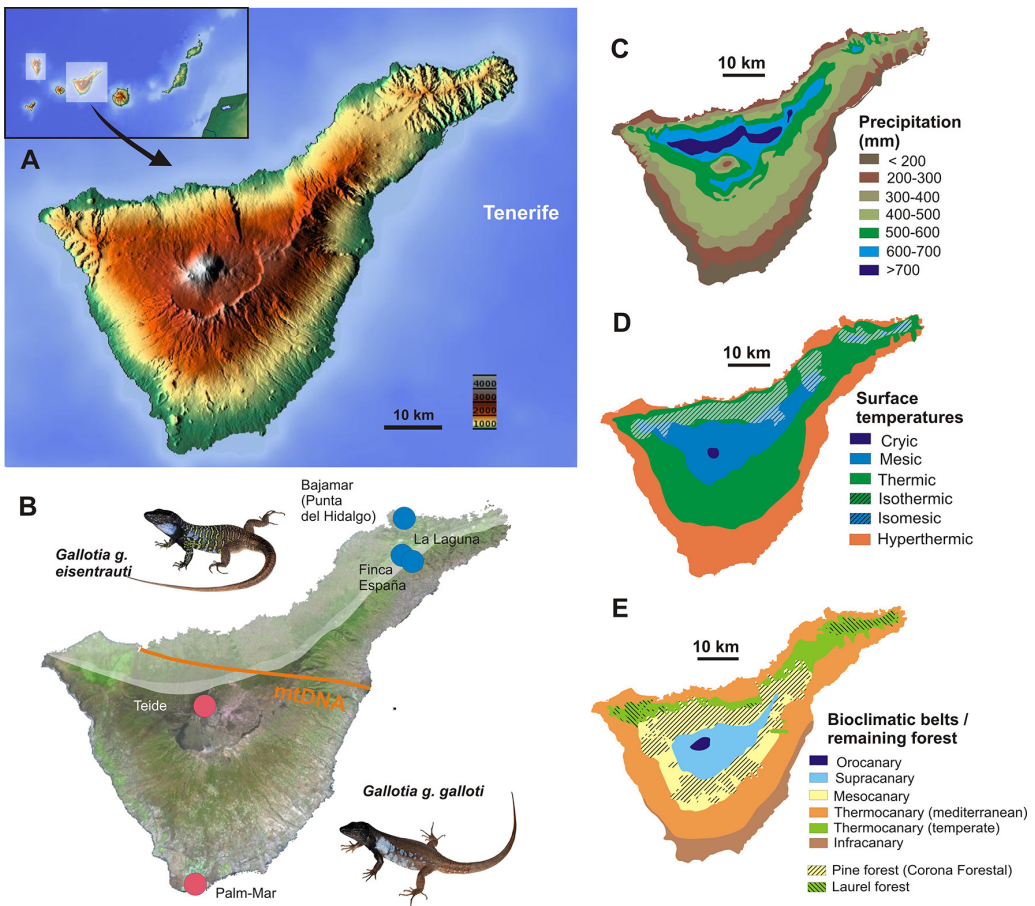 A
Tenerife
4000
3000
2000
1000
10 km
B
Bajamar
(Punta
del Hidalgo)
La Laguna
Finca
España
Gallotia g.
eisentrauti
mtDNA
Teide
Gallotia g. galloti
Palm-Mar
C
10 km
Precipitation
(mm)
< 200
200-300
300-400
400-500
500-600
600-700
>700
D
10 km
Surface
temperatures
Cryic
Mesic
Thermic
Isothermic
Isomesic
Hyperthermic
E
10 km
Bioclimatic belts /
remaining forest
Orocanary
Supracanary
Mesocanary
Thermocanary (mediterranean)
Thermocanary (temperate)
Infracanary
Pine forest (Corona Forestal)
Laurel forest